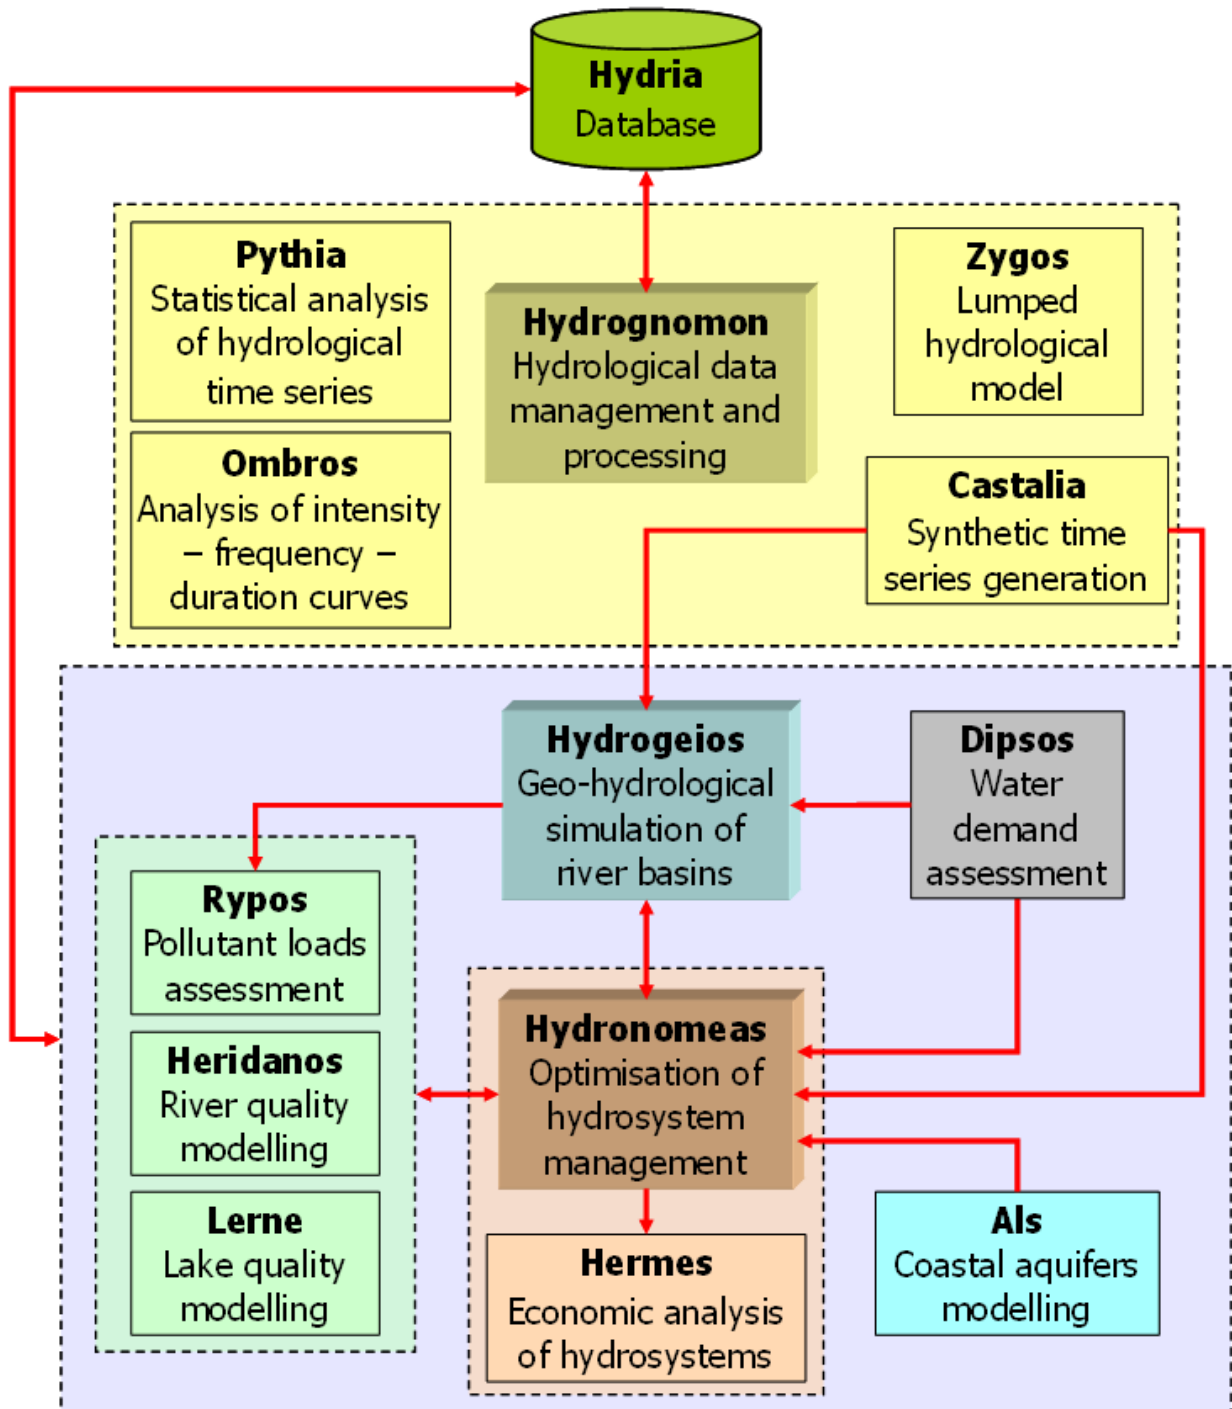 Hydria
Database
Pythia
Statistical analysis
of hydrological
time series
Hydrognomon
Hydrological data
management and
processing
Zygos
Lumped
hydrological
model
Ombros
Analysis of intensity
– frequency –
duration curves
Castalia
Synthetic time
series generation
Hydrogeios
Geo-hydrological
simulation of
river basins
Dipsos
Water
demand
assessment
Rypos
Pollutant loads
assessment
Heridanos
River quality
modelling
Lerne
Lake quality
modelling
Hydronomeas
Optimisation of
hydrosystem
management
Hermes
Economic analysis
of hydrosystems
Als
Coastal aquifers
modelling